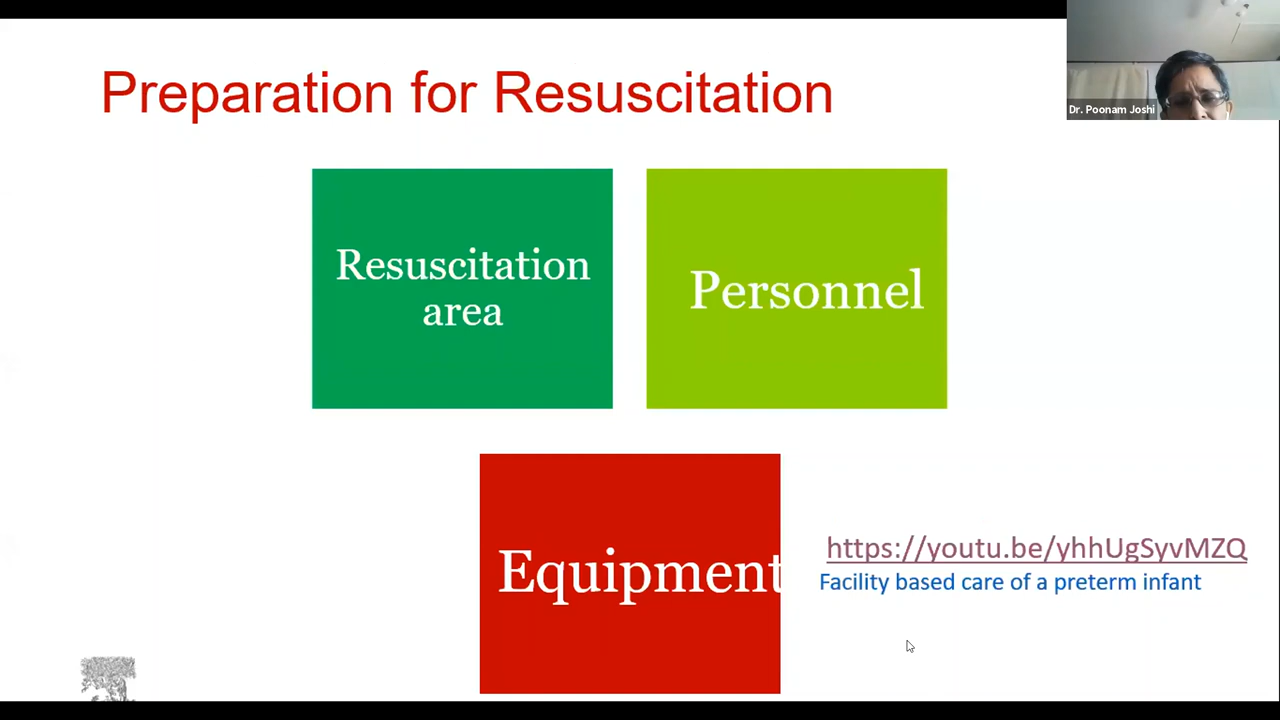 Preparation for Resuscitation
Dr. Poonam Joshi
Resuscitation
area
Personnel
Equipment
https://youtu.be/yhhUgSyvMZQ
Facility based care of a preterm infant